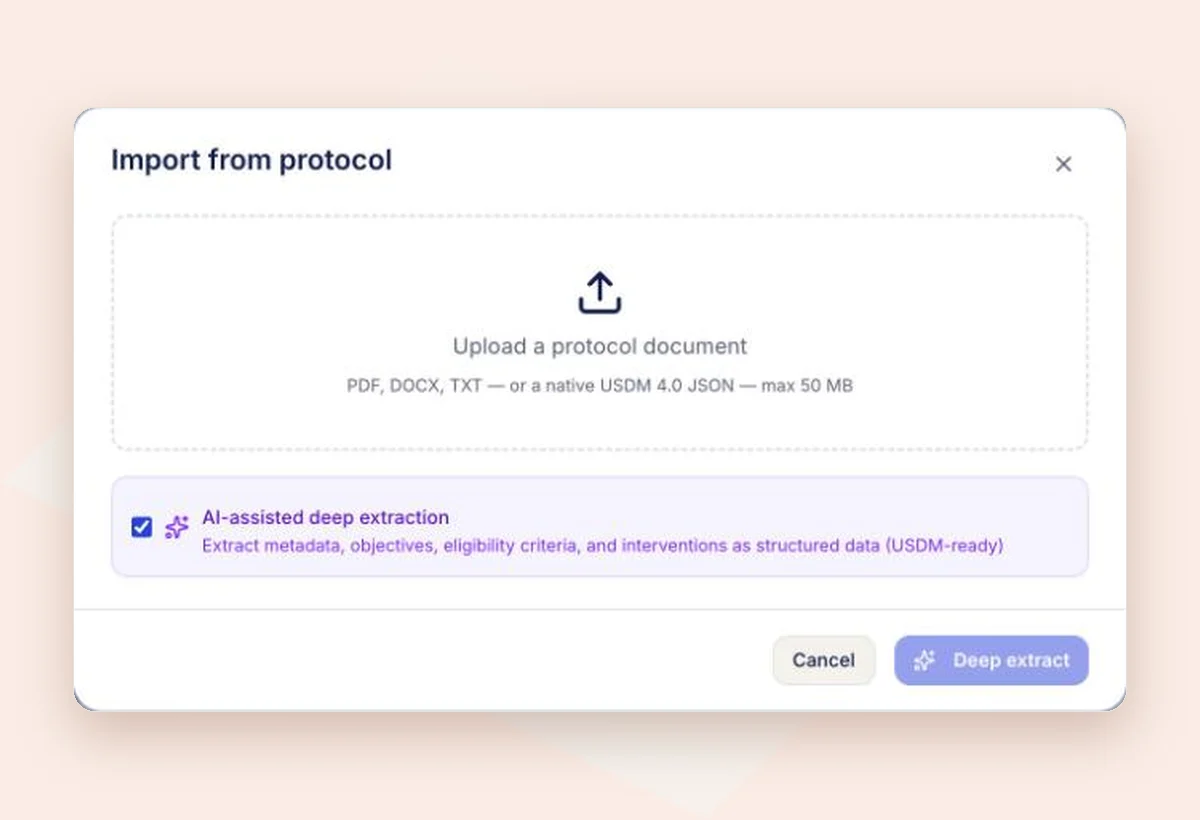 Import from protocol
Upload a protocol document
PDF, DOCX, TXT — or a native USDM 4.0 JSON — max 50 MB
AI-assisted deep extraction
Extract metadata, objectives, eligibility criteria, and interventions as structured data (USDM-ready)
Cancel
Deep extract